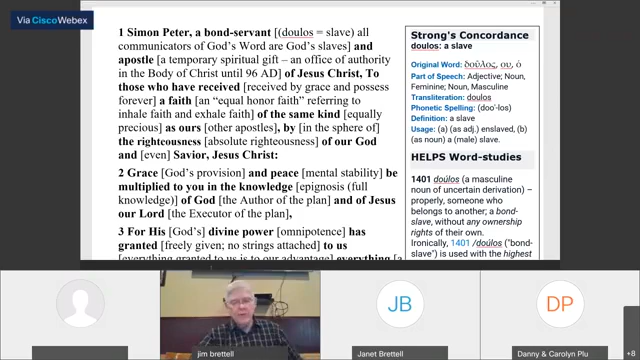 Via Cisco Webex
1 Simon Peter, a bond-servant [(doulos = slave) all
communicators of God's Word are God's slaves] and
apostle [a temporary spiritual gift – an office of authority
in the Body of Christ until 96 AD] of Jesus Christ, To
those who have received [received by grace and possess
forever] a faith [an "equal honor faith" referring to
inhale faith and exhale faith] of the same kind [equally
precious] as ours [other apostles], by [in the sphere of]
the righteousness [absolute righteousness] of our God and
[even] Savior, Jesus Christ:
2 Grace [God's provision] and peace [mental stability]
be multiplied to you in the knowledge [epignosis (full
knowledge)] of God [the Author of the plan] and of Jesus
our Lord [the Executor of the plan],
3 For His [God's] divine power [omnipotence] has
granted [freely given; no strings attached] to us
[everything granted to us is to our advantage] everything [a
Strong's Concordance
doulos: a slave
Original Word: δοῦλος, ου, ὁ
Part of Speech: Adjective; Noun,
Feminine; Noun, Masculine
Transliteration: doulos
Phonetic Spelling: (doo'-los)
Definition: a slave
Usage: (a) (as adj.) enslaved, (b)
(as noun) a (male) slave.
HELPS Word-studies
1401 doúlos (a masculine
noun of uncertain derivation) –
properly, someone who
belongs to another; a bond-
slave, without any ownership
rights of their own.
Ironically, 1401 /doúlos ("bond-
slave") is used with the highest
JB
DP
jim brettell
Janet Brettell
Danny & Carolyn Plu
+8